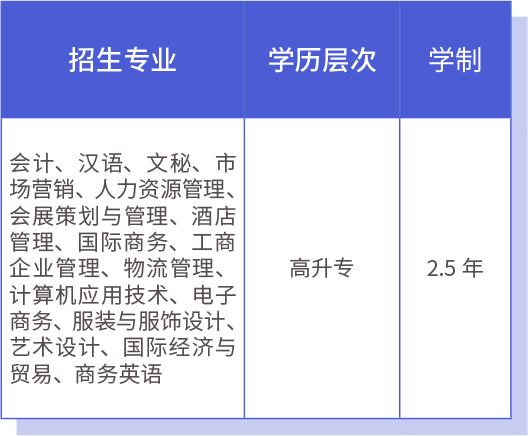 招生专业 学历层次 学制
会计、汉语、文秘、市
场营销、人力资源管理、
会展策划与管理、酒店
管理、国际商务、工商
企业管理、物流管理、
计算机应用技术、电子
商务、服装与服饰设计、
艺术设计、国际经济与
贸易、商务英语
高升专
2.5 年